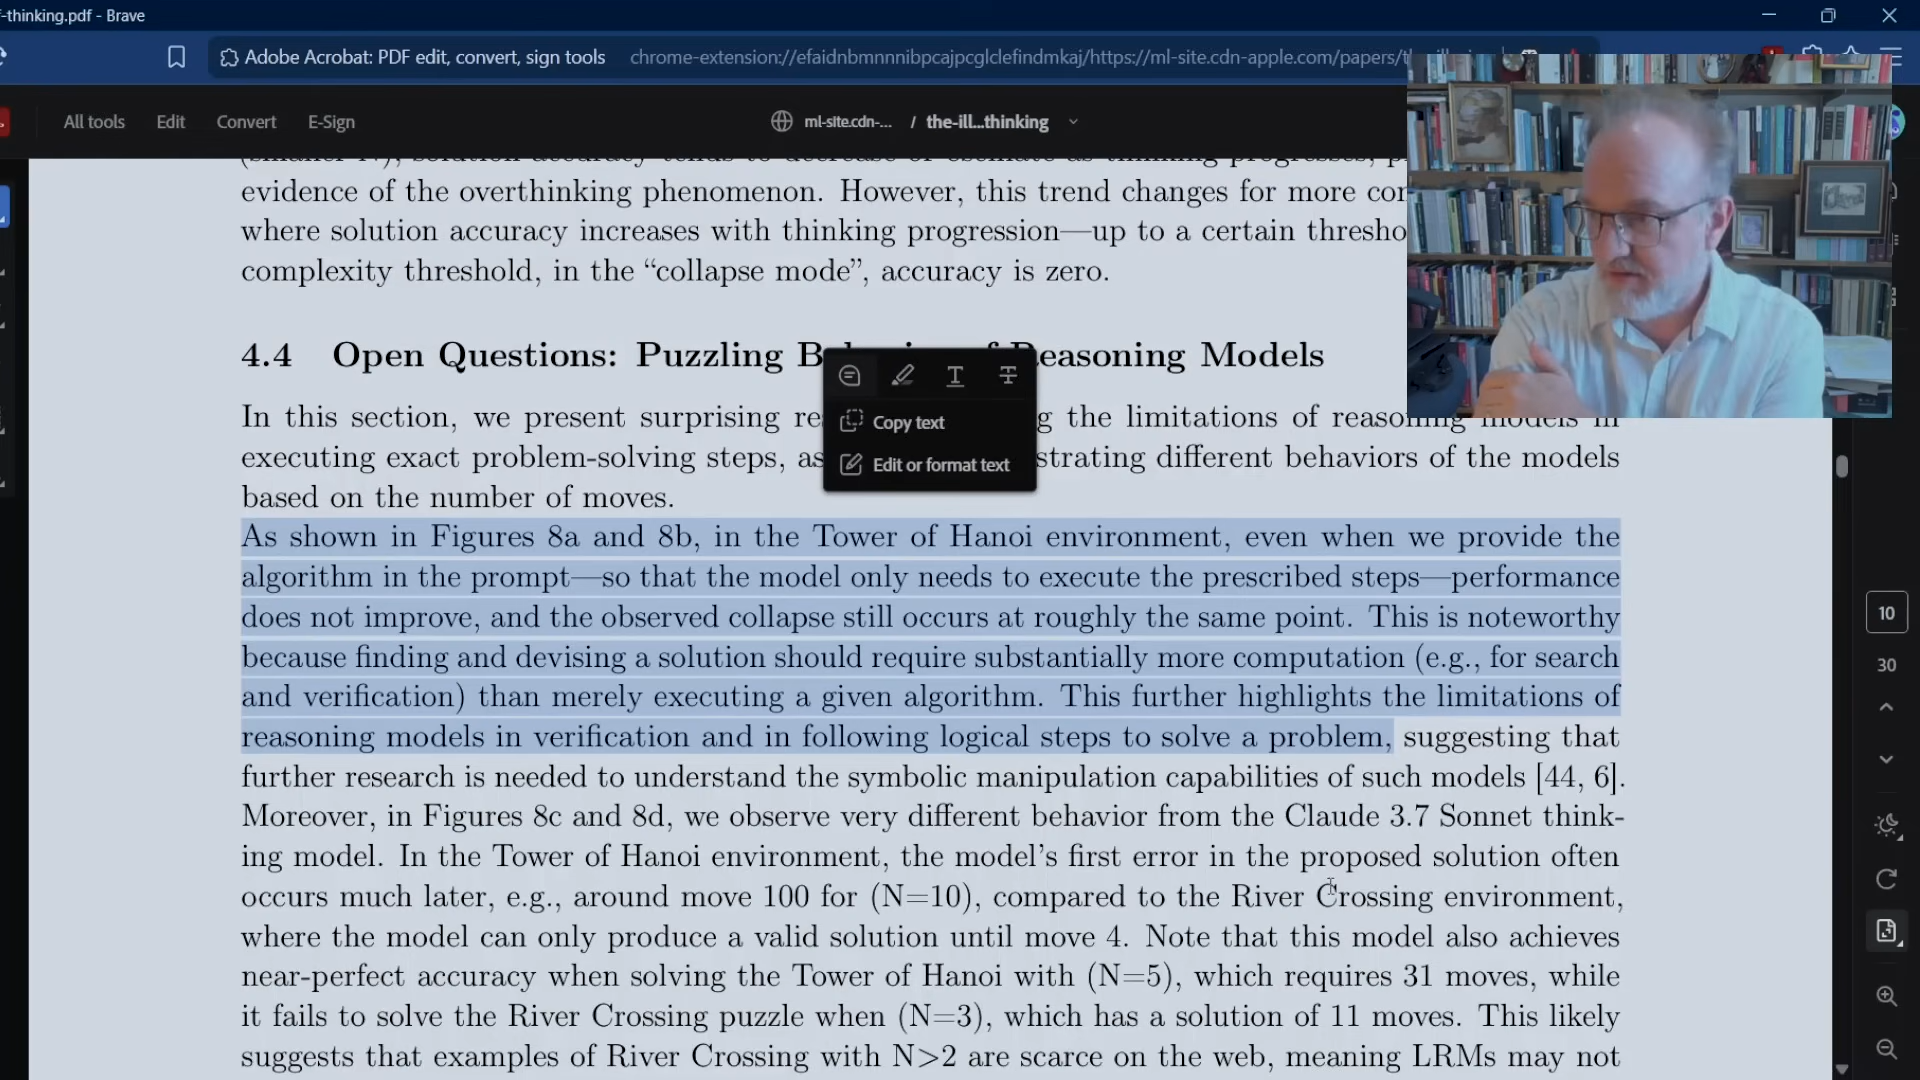 f-thinking.pdf - Brave
Adobe Acrobat: PDF edit, convert, sign tools chrome-extension://efaidnbmnnnibpcajpcglclefindmkaj/https://ml-site.cdn-apple.com/papers/t
All tools Edit Convert E-Sign ml-site.cdn-... / the-ill...thinking
(smaller N), solution accuracy tends to decrease or oscillate as thinking progresses,
evidence of the overthinking phenomenon. However, this trend changes for more
where solution accuracy increases with thinking progression—up to a certain
complexity threshold, in the “collapse mode”, accuracy is zero.
4.4 Open Questions: Puzzling Reasoning Models
Copy text
Edit or format text
In this section, we present surprising the limitations of reasoning models in
executing exact problem-solving steps, different behaviors of the models
based on the number of moves.
As shown in Figures 8a and 8b, in the Tower of Hanoi environment, even when we provide the
algorithm in the prompt—so that the model only needs to execute the prescribed steps—performance
does not improve, and the observed collapse still occurs at roughly the same point. This is noteworthy
because finding and devising a solution should require substantially more computation (e.g., for search
and verification) than merely executing a given algorithm. This further highlights the limitations of
reasoning models in verification and in following logical steps to solve a problem, suggesting that
further research is needed to understand the symbolic manipulation capabilities of such models [44, 6].
Moreover, in Figures 8c and 8d, we observe very different behavior from the Claude 3.7 Sonnet think-
ing model. In the Tower of Hanoi environment, the model’s first error in the proposed solution often
occurs much later, e.g., around move 100 for (N=10), compared to the River Crossing environment,
where the model can only produce a valid solution until move 4. Note that this model also achieves
near-perfect accuracy when solving the Tower of Hanoi with (N=5), which requires 31 moves, while
it fails to solve the River Crossing puzzle when (N=3), which has a solution of 11 moves. This likely
suggests that examples of River Crossing with N>2 are scarce on the web, meaning LRMs may not
10
30